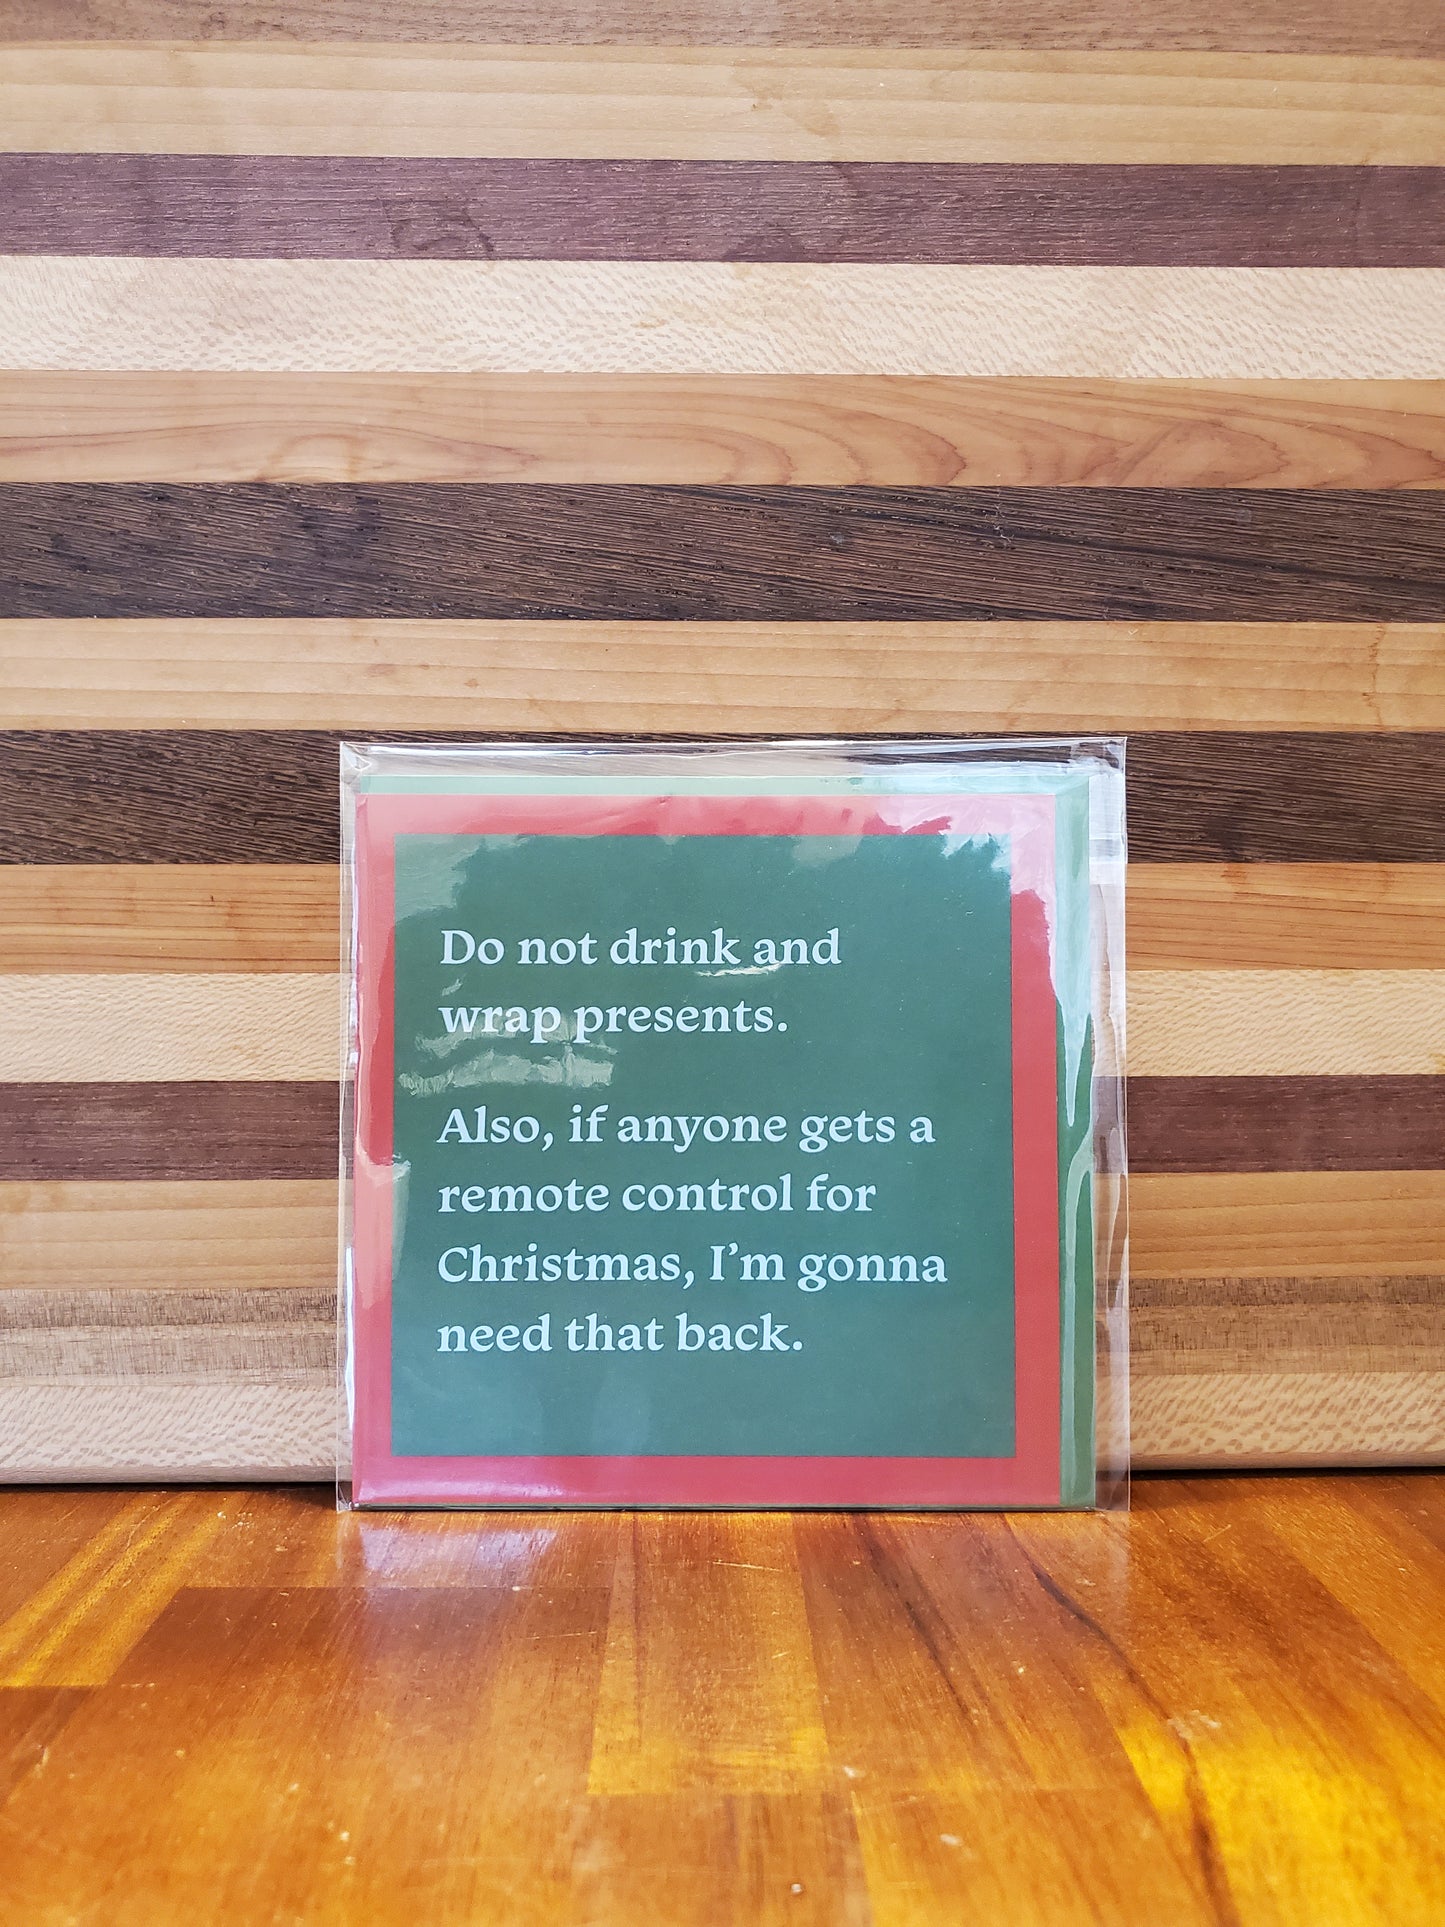 Do not drink and
wrap presents.
Also, if anyone gets a
remote control for
Christmas, I’m gonna
need that back.